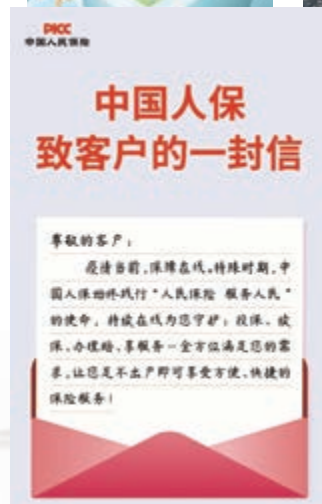 PICC
中国人民保险
中国人保
致客户的一封信
尊敬的客户：
疫情当前，保障在线。特殊时期，中
国人保始终践行“人民保险 服务人民”
的使命，持续在线为您守护：投保、续
保、办理赔、享服务－全方位满足您的需
求，让您足不出户即可享受方便、快捷的
保险服务！